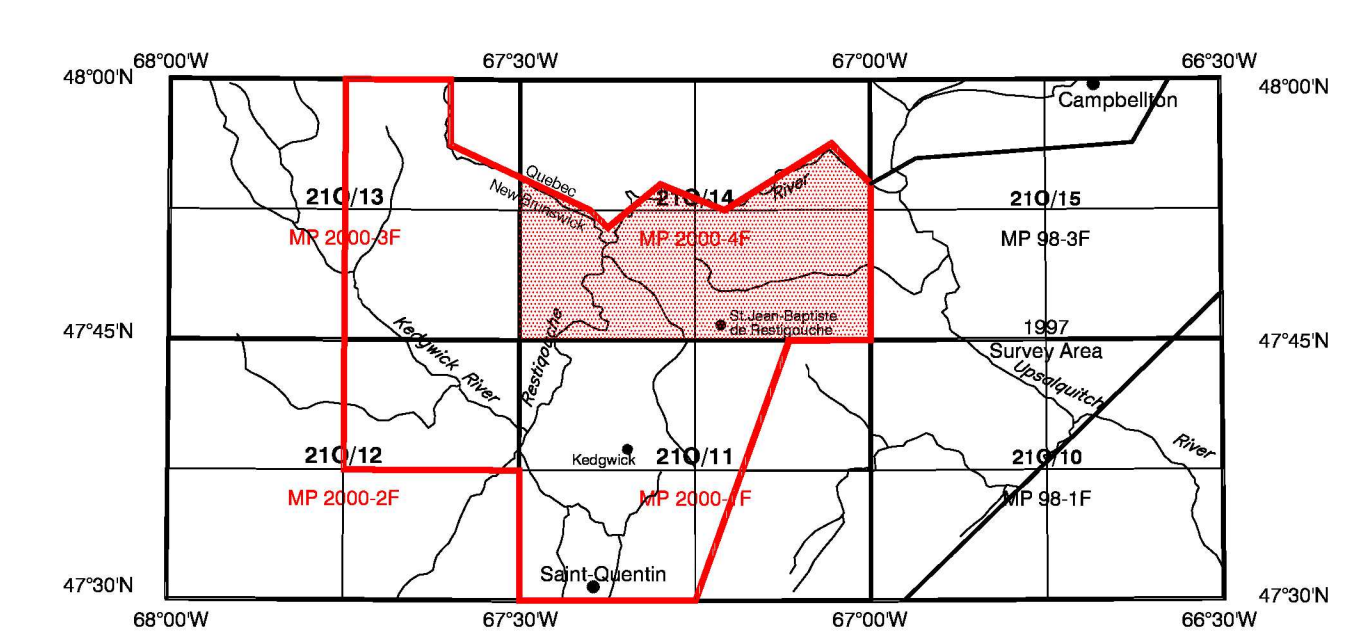 68°00'W 67°30'W 67°00'W 66°30'W
48°00'N 48°00'N
Campbellton
Quebec
New Brunswick
River
21O/13 21O/14 21O/15
MP 2000-3F MP 2000-4F MP 98-3F
St.Jean-Baptiste
de Restigouche
47°45'N 47°45'N
1997
Survey Area
Kedgwick River
Restigouche
Upsalquitch
River
21O/12 Kedgwick 21O/11 21O/10
MP 2000-2F MP 2000-1F MP 98-1F
Saint-Quentin
47°30'N 47°30'N
68°00'W 67°30'W 67°00'W 66°30'W